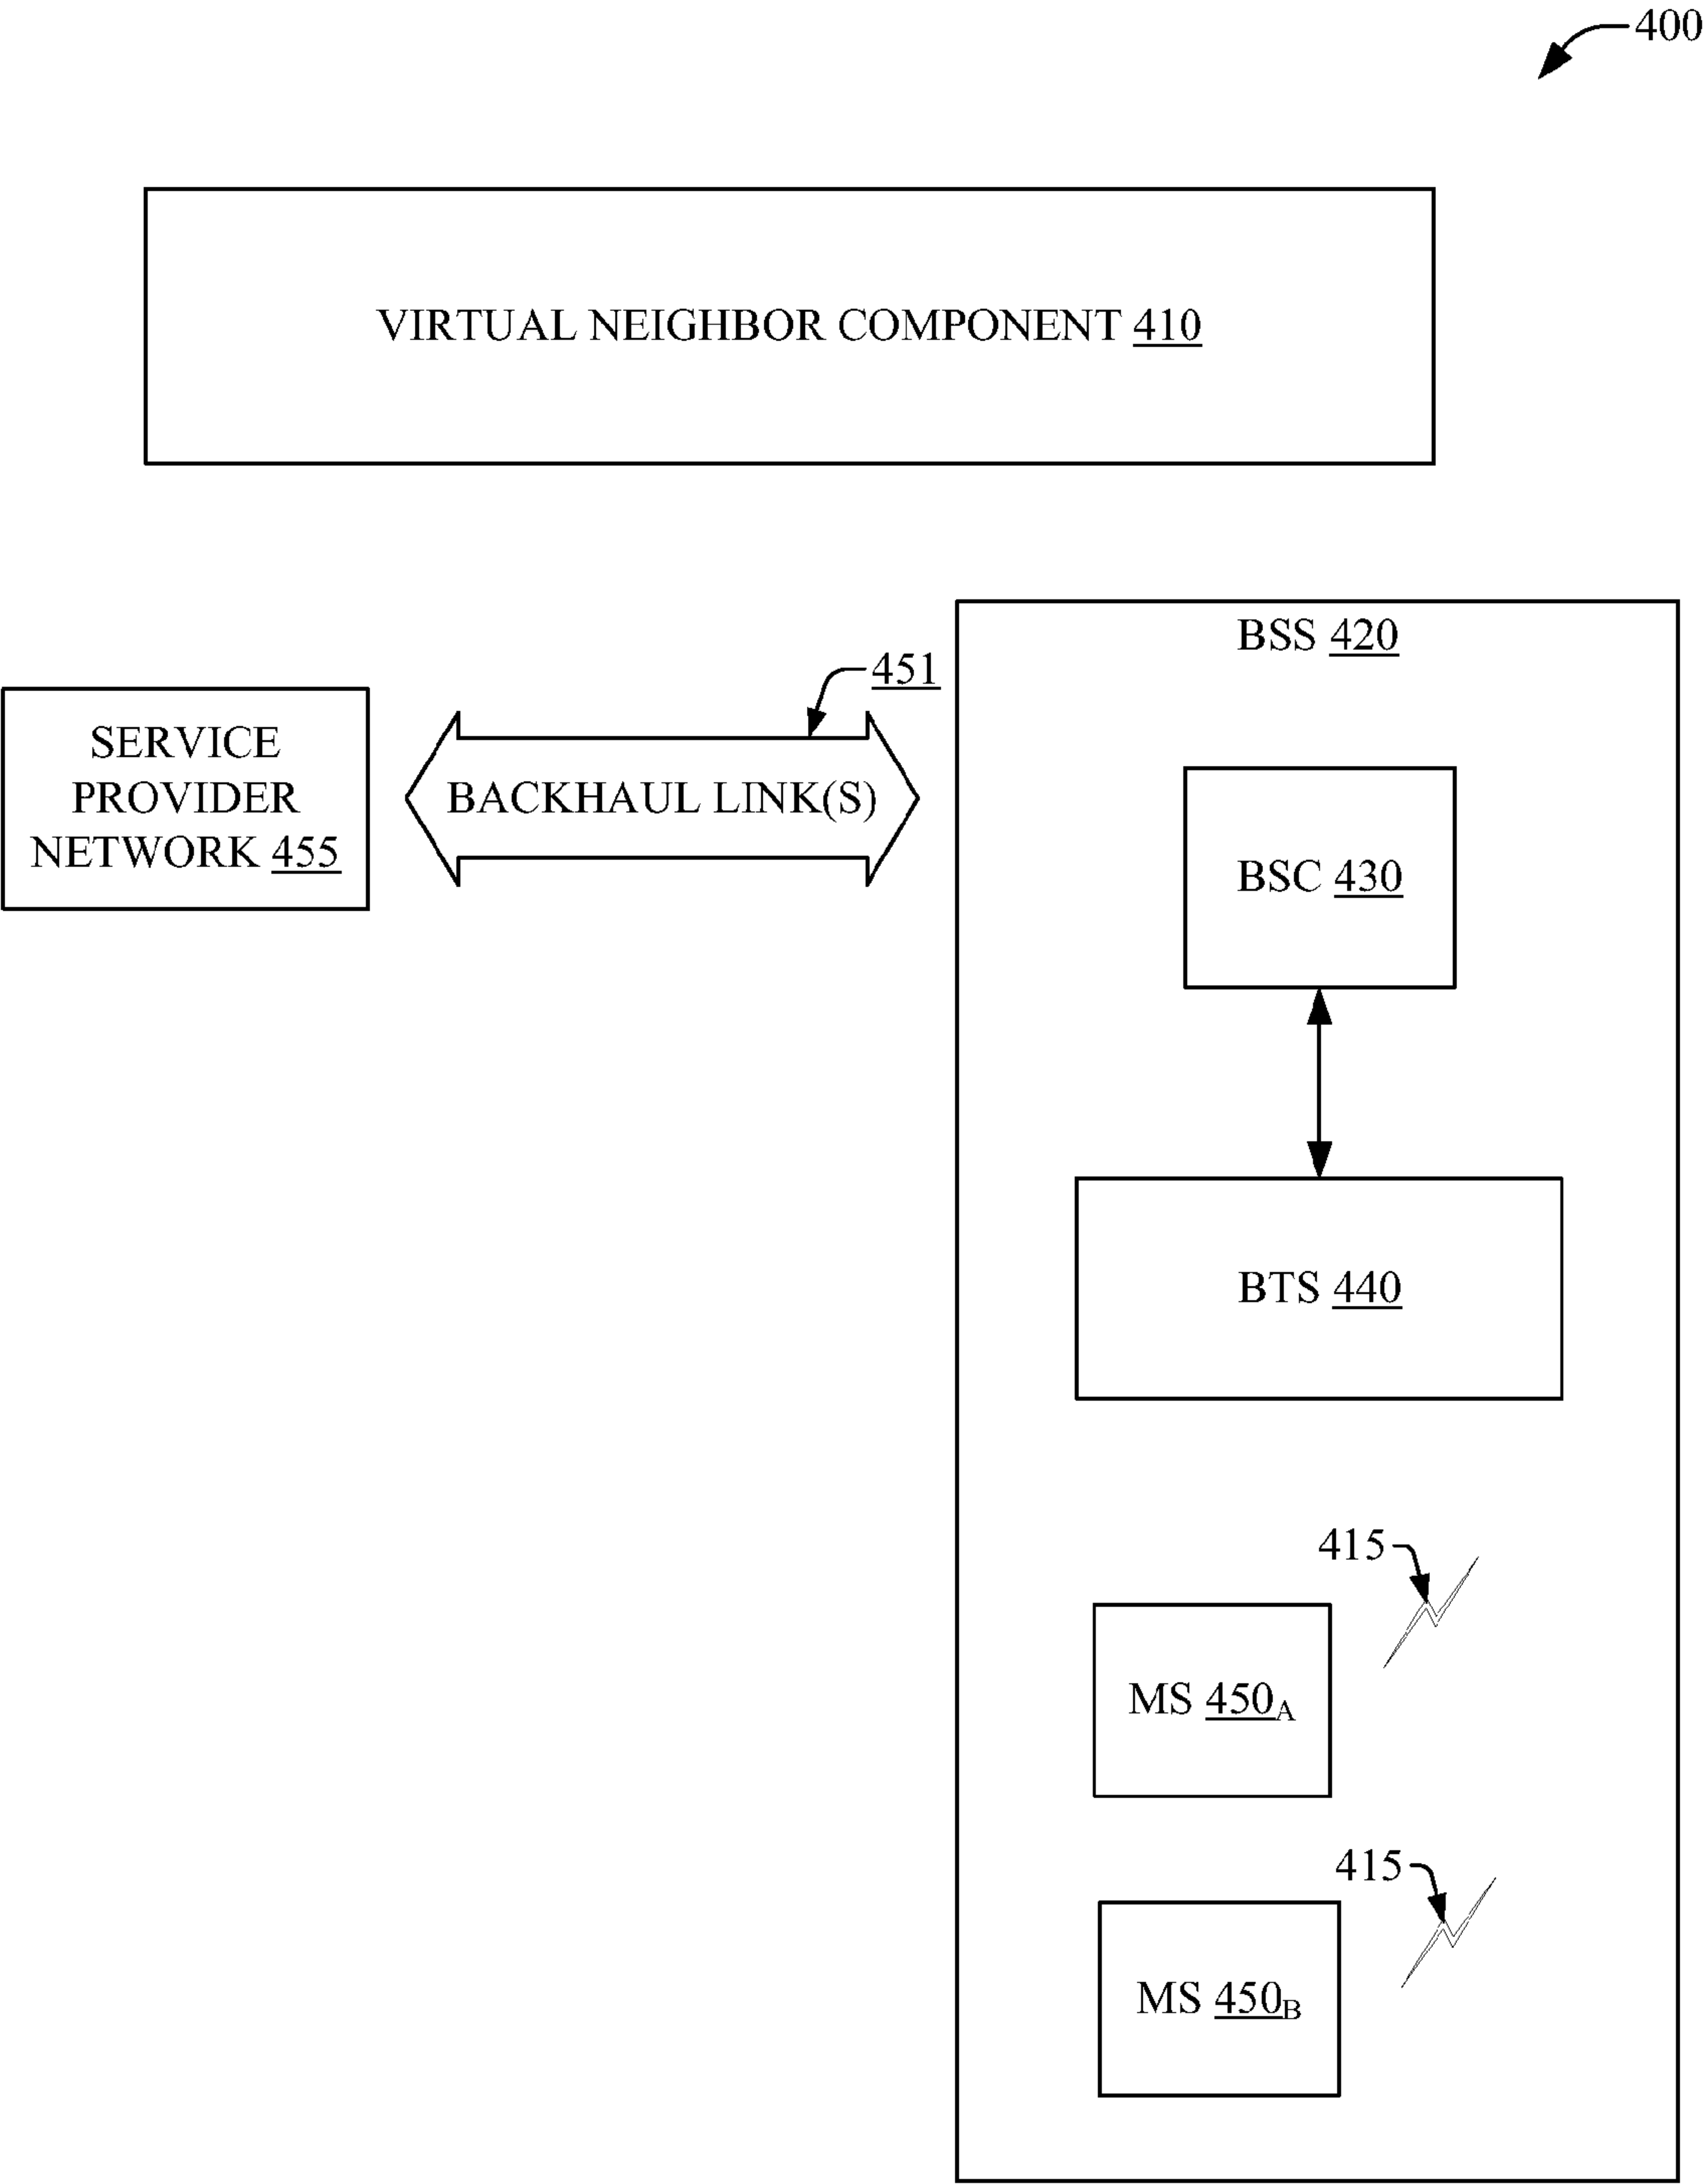 400
VIRTUAL NEIGHBOR COMPONENT 410
BSS 420
451
SERVICE
PROVIDER
NETWORK 455
BACKHAUL LINK(S)
BSC 430
BTS 440
415
MS 450A
415
MS 450B